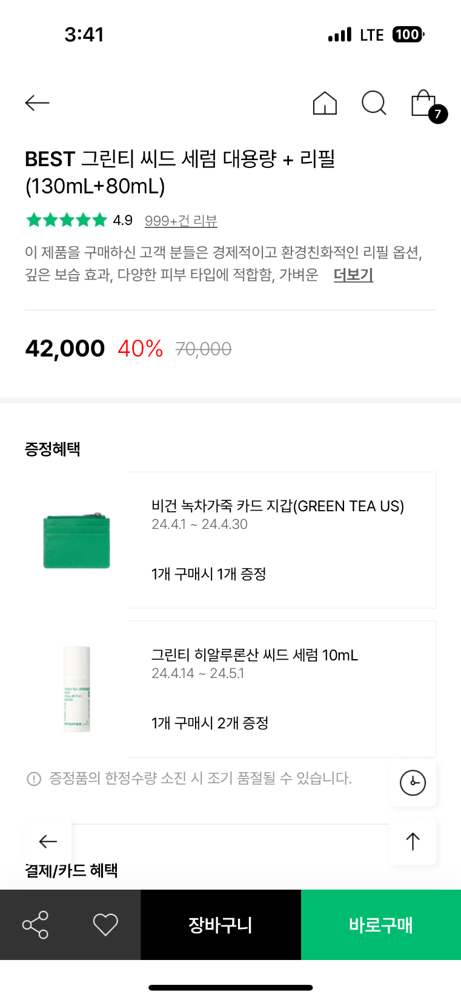 3:41
LTE 100
7
BEST 그린티 씨드 세럼 대용량 + 리필
(130mL+80mL)
4.9 999+건 리뷰
이 제품을 구매하신 고객 분들은 경제적이고 환경친화적인 리필 옵션,
깊은 보습 효과, 다양한 피부 타입에 적합함, 가벼운 더보기
42,000 40% 70,000
증정혜택
비건 녹차가죽 카드 지갑(GREEN TEA US)
24.4.1 ~ 24.4.30
1개 구매시 1개 증정
그린티 히알루론산 씨드 세럼 10mL
24.4.14 ~ 24.5.1
1개 구매시 2개 증정
증정품의 한정수량 소진 시 조기 품절될 수 있습니다.
결제/카드 혜택
장바구니
바로구매